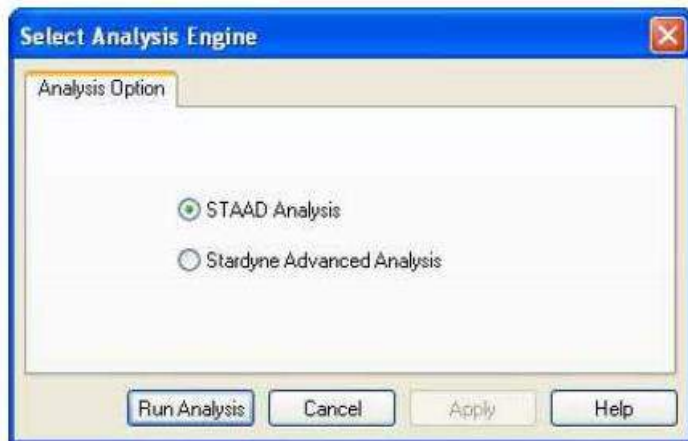 Select Analysis Engine
Analysis Option
STAAD Analysis
Stardyne Advanced Analysis
Run Analysis Cancel Apply Help